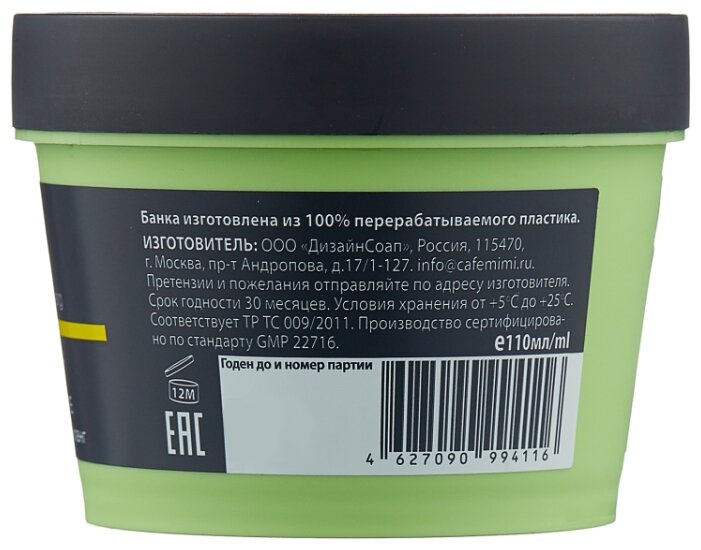 Банка изготовлена из 100% перерабатываемого пластика.
ИЗГОТОВИТЕЛЬ: ООО «ДизайнСоап», Россия, 115470,
г. Москва, пр-т Андропова, д.17/1-127. info@cafemimi.ru.
Претензии и пожелания отправляйте по адресу изготовителя.
Срок годности 30 месяцев. Условия хранения от +5°С до +25°С.
Соответствует ТР ТС 009/2011. Производство сертифицирова-
но по стандарту GMP 22716.
℮110мл/ml
Годен до и номер партии
12M
EAC
4 627090 994116